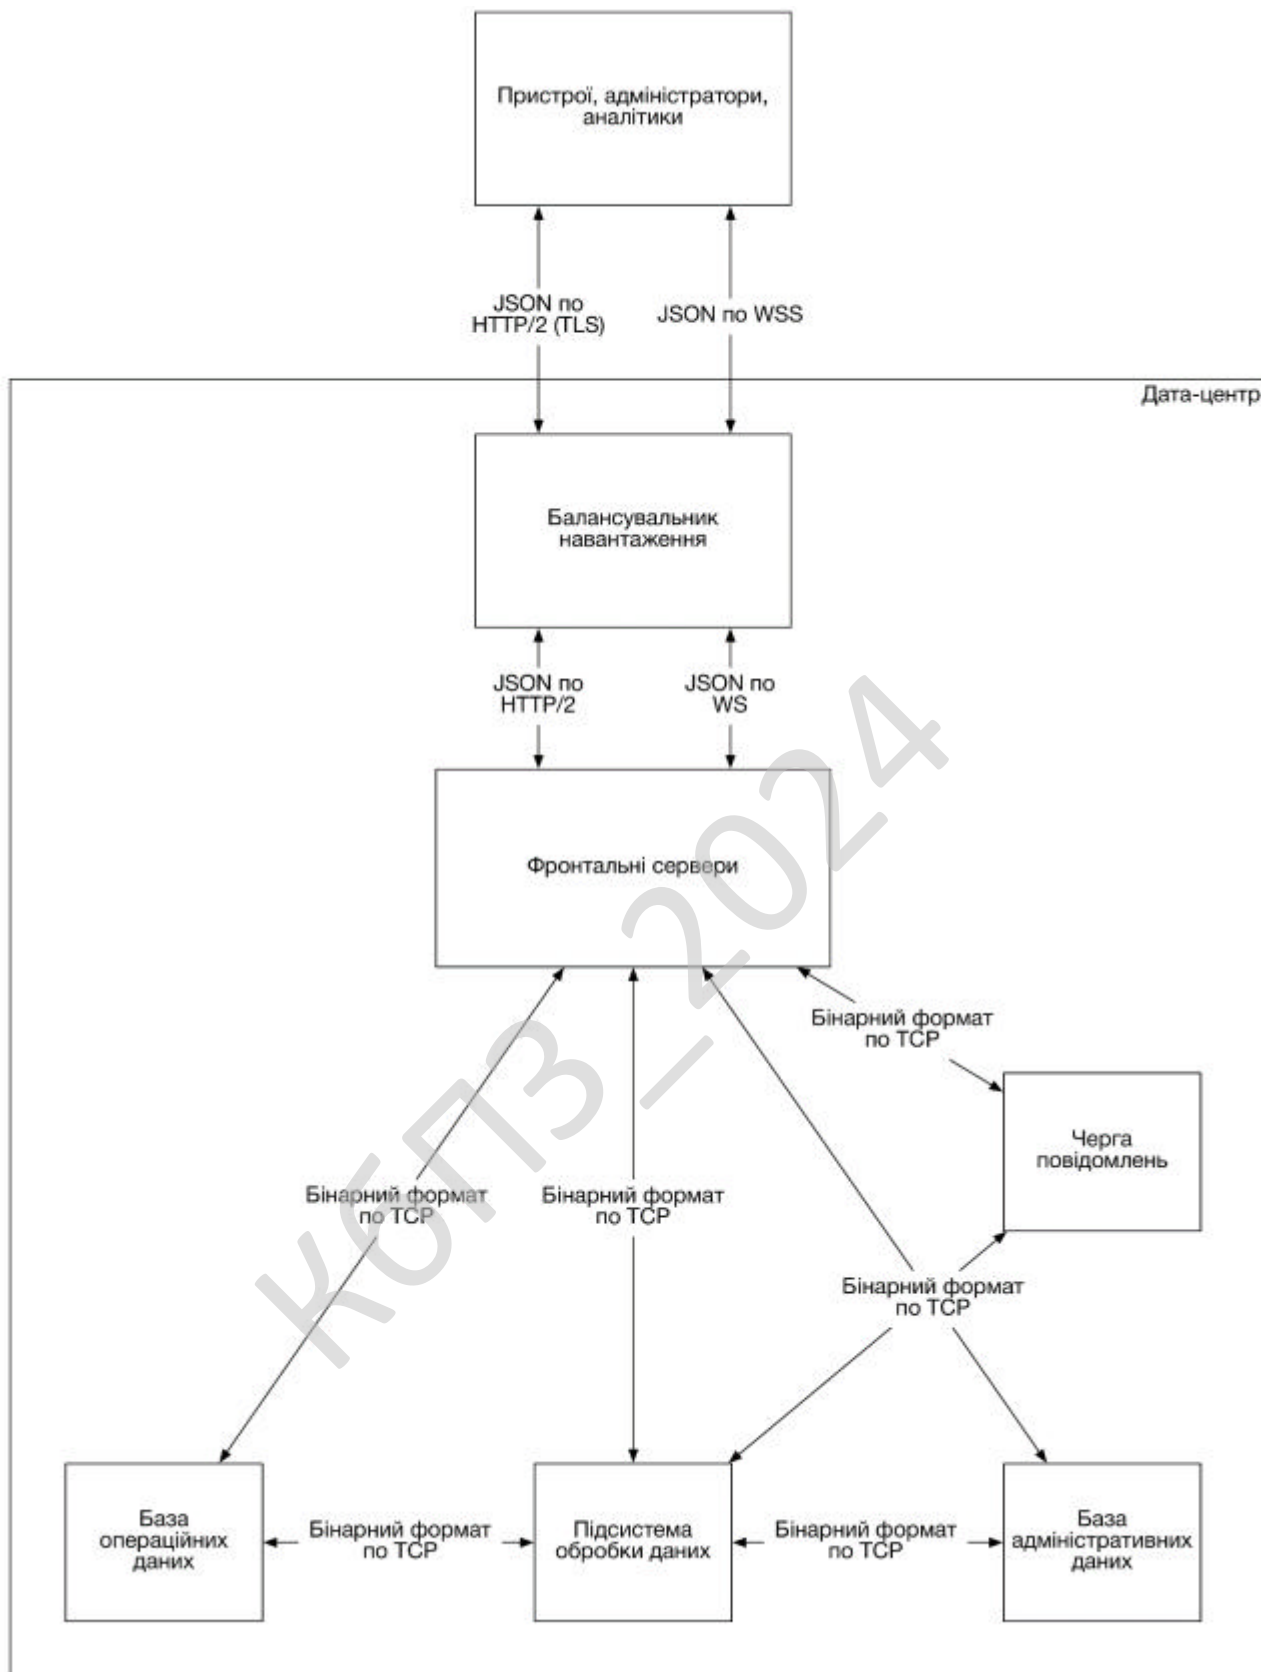 Пристрої, адміністратори,
аналітики
JSON по
HTTP/2 (TLS)
JSON по WSS
Дата-центр
Балансувальник
навантаження
JSON по
HTTP/2
JSON по
WS
Фронтальні сервери
Бінарний формат
по TCP
Черга
повідомлень
Бінарний формат
по TCP
Бінарний формат
по TCP
Бінарний формат
по TCP
База
операційних
даних
Бінарний формат
по TCP
Підсистема
обробки даних
Бінарний формат
по TCP
База
адміністративних
даних
КбПЗ_2024